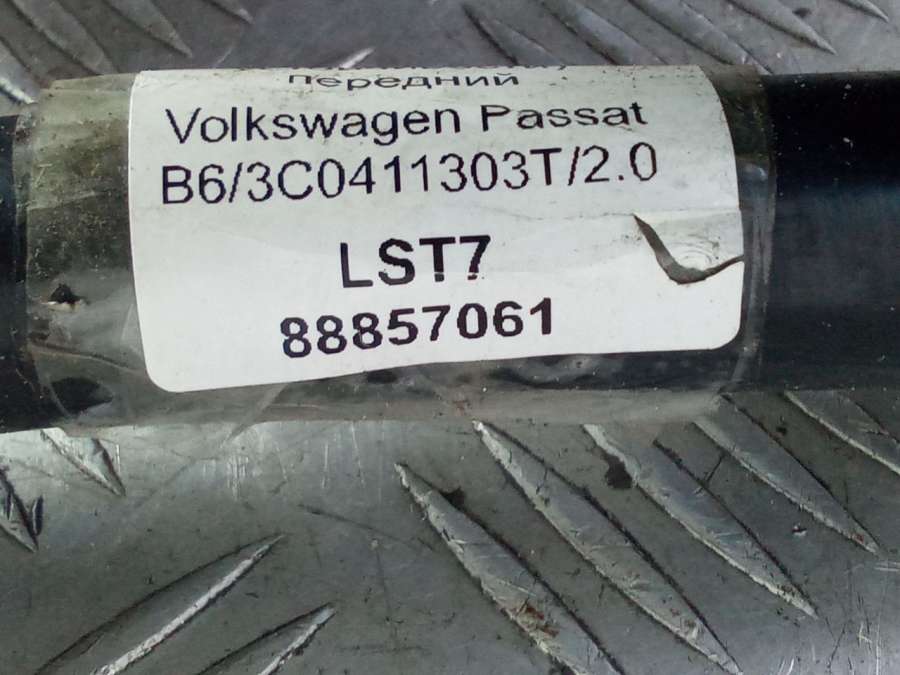 передний
Volkswagen Passat
B6/3C0411303T/2.0
LST7
88857061